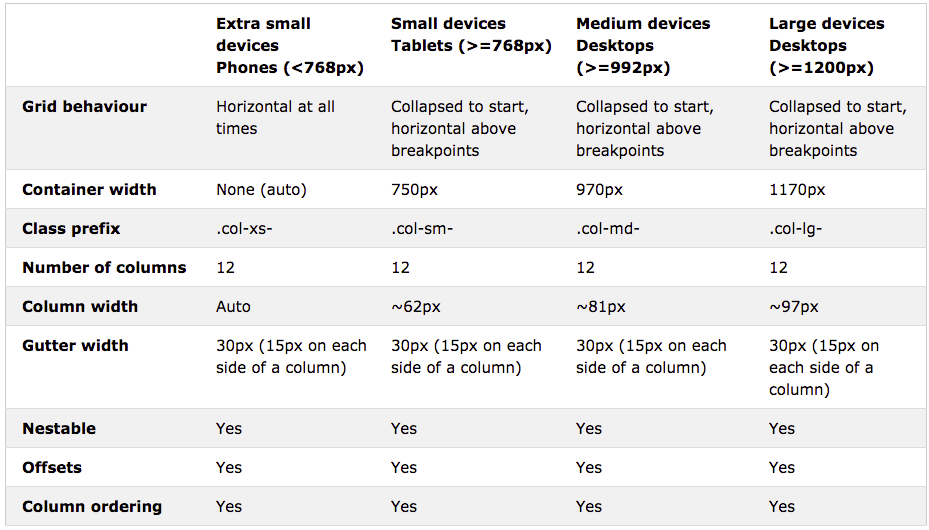 Extra small
devices
Phones (<768px)
Small devices
Tablets (>=768px)
Medium devices
Desktops
(>=992px)
Large devices
Desktops
(>=1200px)
Grid behaviour
Horizontal at all
times
Collapsed to start,
horizontal above
breakpoints
Collapsed to start,
horizontal above
breakpoints
Collapsed to start,
horizontal above
breakpoints
Container width
None (auto)
750px
970px
1170px
Class prefix
.col-xs-
.col-sm-
.col-md-
.col-lg-
Number of columns
12
12
12
12
Column width
Auto
~62px
~81px
~97px
Gutter width
30px (15px on each
side of a column)
30px (15px on each
side of a column)
30px (15px on each
side of a column)
30px (15px on
each side of a
column)
Nestable
Yes
Yes
Yes
Yes
Offsets
Yes
Yes
Yes
Yes
Column ordering
Yes
Yes
Yes
Yes